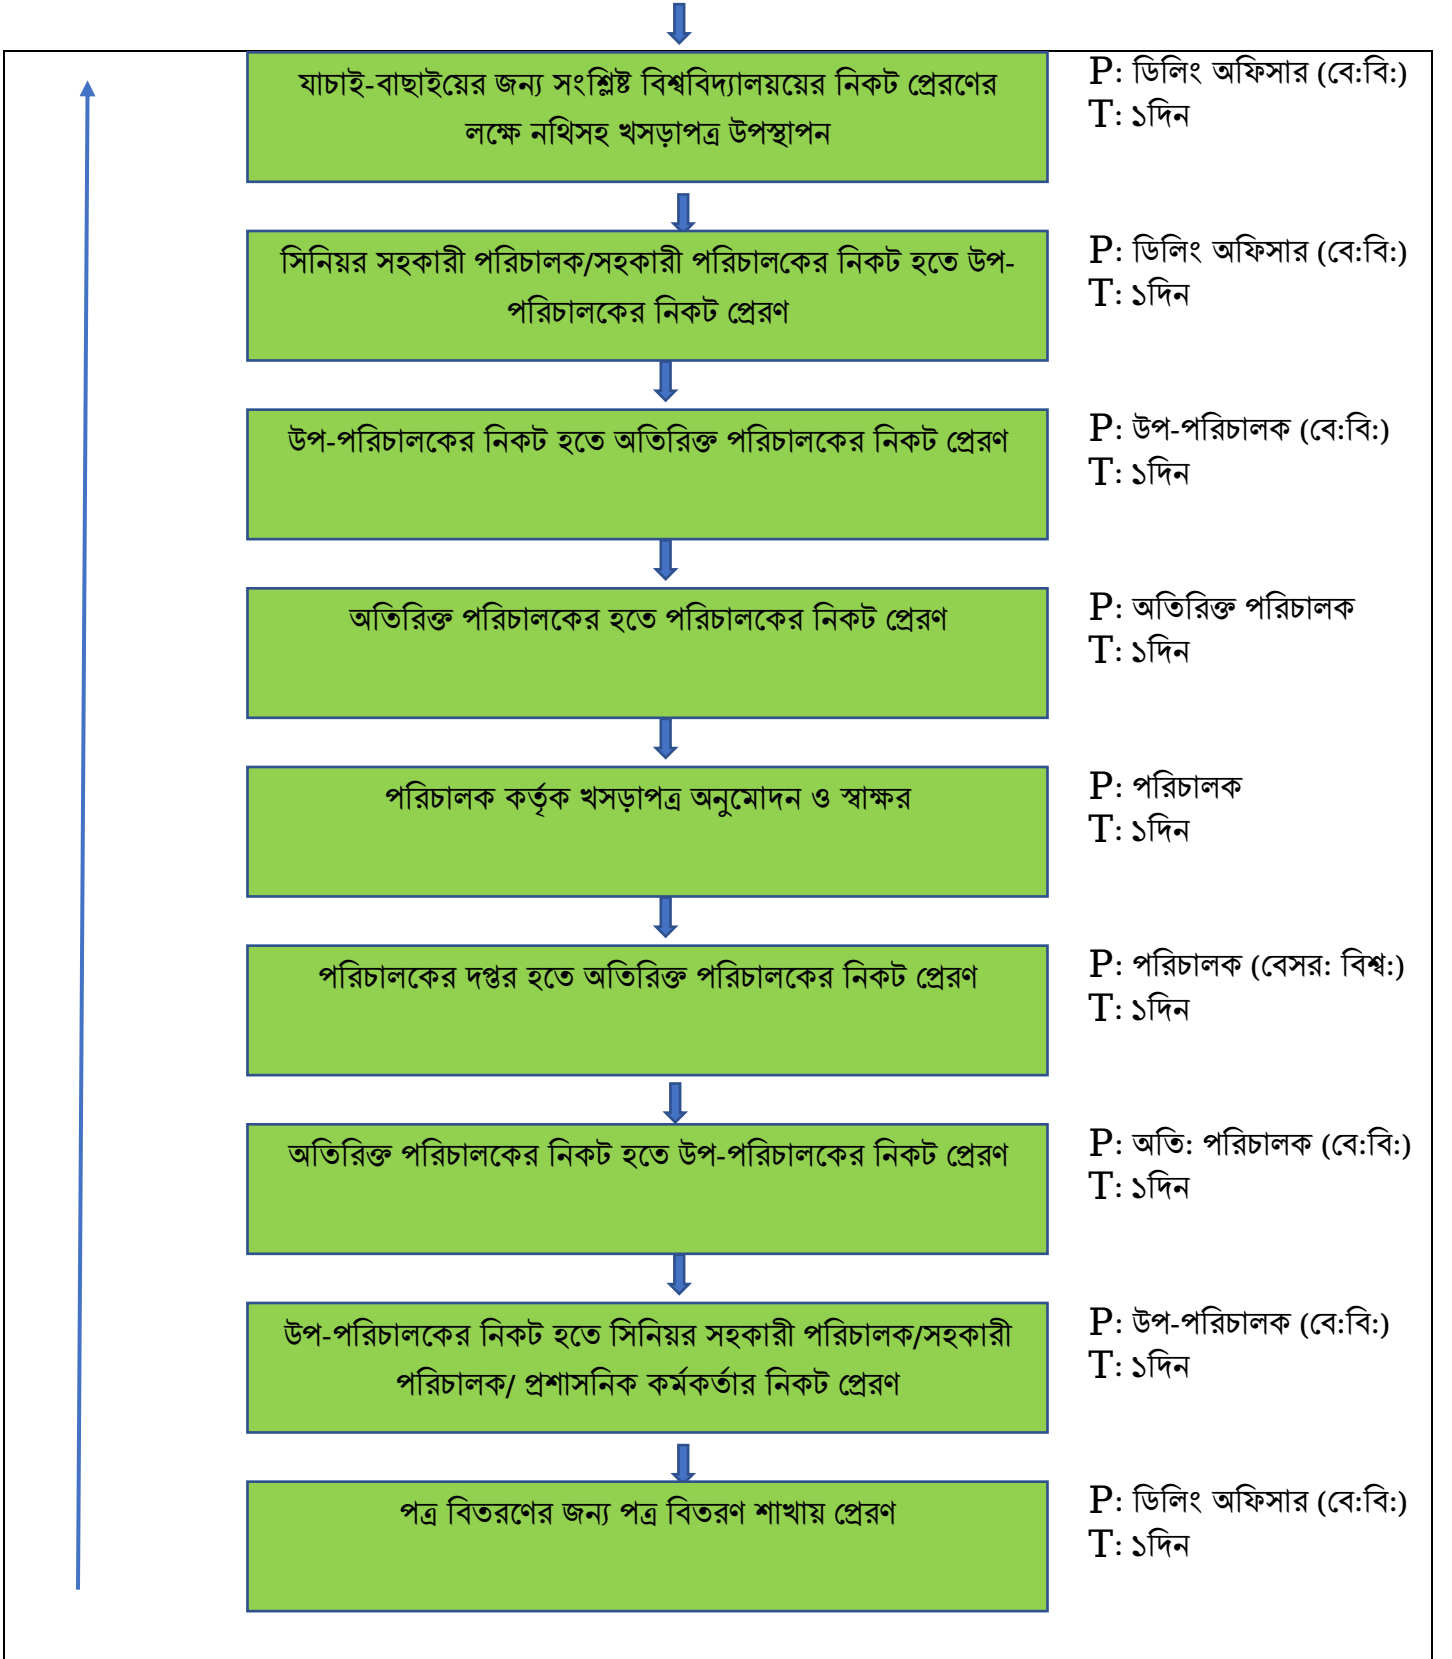 যাচাই-বাছাইয়ের জন্য সংশ্লিষ্ট বিশ্ববিদ্যালয়য়ের নিকট প্রেরণের
লক্ষে নথিসহ খসড়াপত্র উপস্থাপন
P: ডিলিং অফিসার (বে:বি:)
T: ১দিন
সিনিয়র সহকারী পরিচালক/সহকারী পরিচালকের নিকট হতে উপ-
পরিচালকের নিকট প্রেরণ
P: ডিলিং অফিসার (বে:বি:)
T: ১দিন
উপ-পরিচালকের নিকট হতে অতিরিক্ত পরিচালকের নিকট প্রেরণ
P: উপ-পরিচালক (বে:বি:)
T: ১দিন
অতিরিক্ত পরিচালকের হতে পরিচালকের নিকট প্রেরণ
P: অতিরিক্ত পরিচালক
T: ১দিন
পরিচালক কর্তৃক খসড়াপত্র অনুমোদন ও স্বাক্ষর
P: পরিচালক
T: ১দিন
পরিচালকের দপ্তর হতে অতিরিক্ত পরিচালকের নিকট প্রেরণ
P: পরিচালক (বেসর: বিশ্ব:)
T: ১দিন
অতিরিক্ত পরিচালকের নিকট হতে উপ-পরিচালকের নিকট প্রেরণ
P: অতি: পরিচালক (বে:বি:)
T: ১দিন
উপ-পরিচালকের নিকট হতে সিনিয়র সহকারী পরিচালক/সহকারী
পরিচালক/ প্রশাসনিক কর্মকর্তার নিকট প্রেরণ
P: উপ-পরিচালক (বে:বি:)
T: ১দিন
পত্র বিতরণের জন্য পত্র বিতরণ শাখায় প্রেরণ
P: ডিলিং অফিসার (বে:বি:)
T: ১দিন